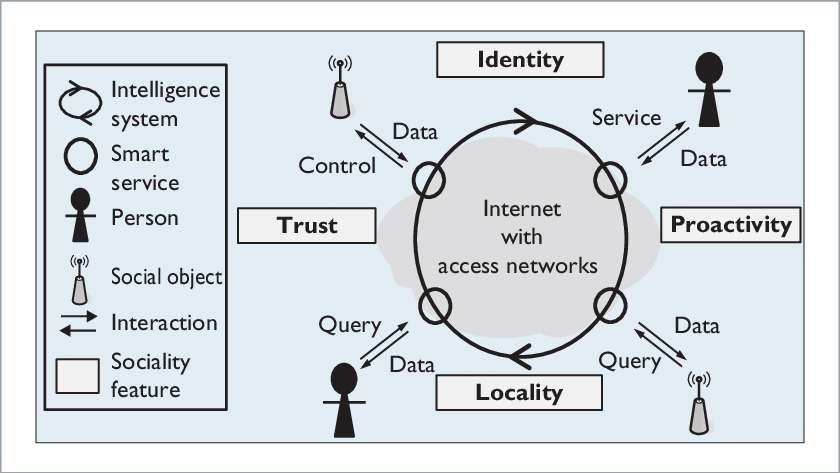 Intelligence
system
Smart
service
Person
Social object
Interaction
Sociality
feature
Identity
Data
Control
Service
Data
Trust
Internet
with
access networks
Proactivity
Query
Data
Data
Query
Locality